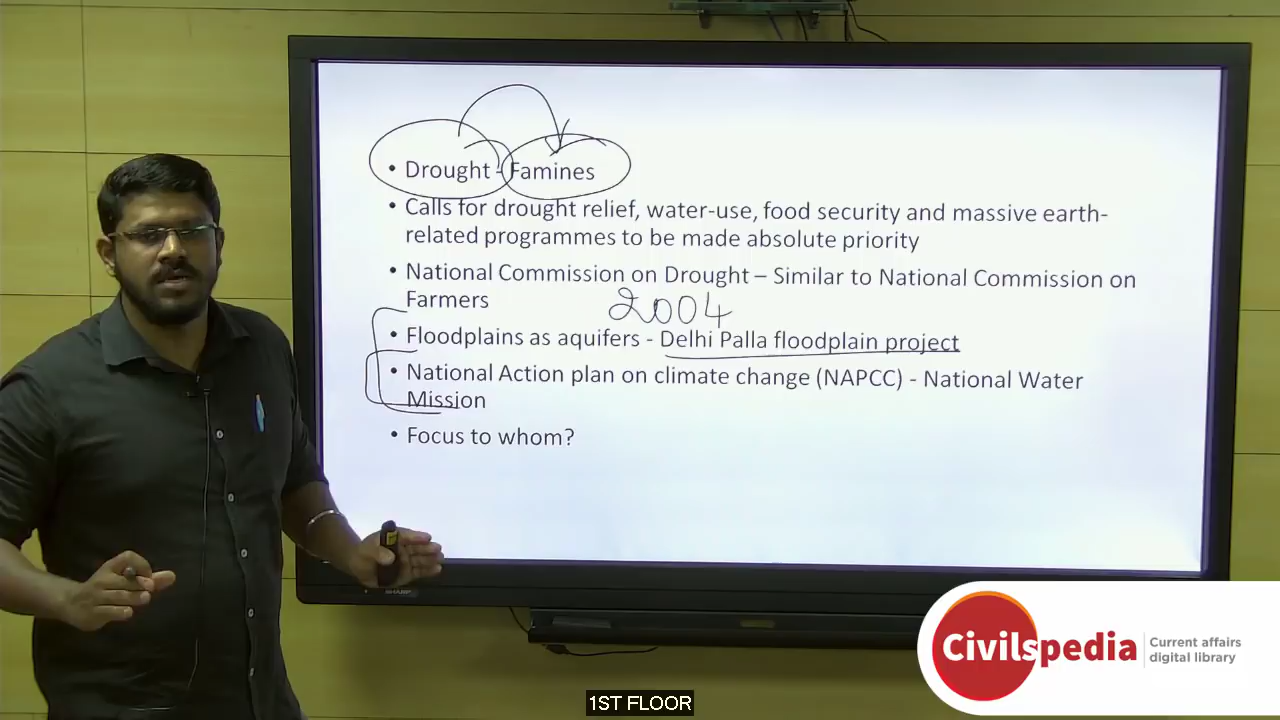 • Drought - Famines
• Calls for drought relief, water-use, food security and massive earth-
related programmes to be made absolute priority
• National Commission on Drought – Similar to National Commission on
Farmers
2004
• Floodplains as aquifers - Delhi Palla floodplain project
• National Action plan on climate change (NAPCC) - National Water
Mission
• Focus to whom?
SHARP
Civilspedia
Current affairs
digital library
1ST FLOOR